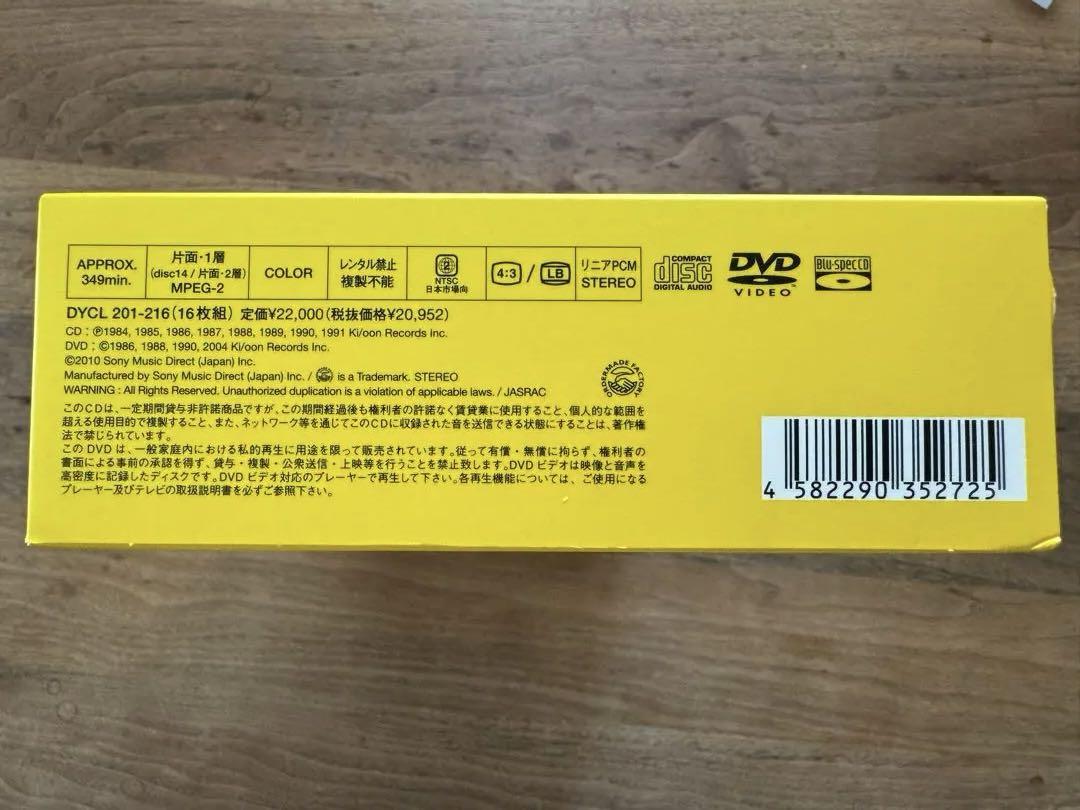 APPROX.
349min.
片面・1層
(disc14 / 片面・2層)
MPEG-2
COLOR
レンタル禁止
複製不能
2
NTSC
日本市場向
4:3 / LB
リニアPCM
STEREO
COMPACT
disc
DIGITAL AUDIO
DVD
VIDEO™
Blu-specCD
DYCL 201-216(16枚組) 定価¥22,000(税抜価格¥20,952)
CD : ℗1984, 1985, 1986, 1987, 1988, 1989, 1990, 1991 Ki/oon Records Inc.
DVD : ©1986, 1988, 1990, 2004 Ki/oon Records Inc.
©2010 Sony Music Direct (Japan) Inc.
Manufactured by Sony Music Direct (Japan) Inc. / is a Trademark. STEREO
WARNING : All Rights Reserved. Unauthorized duplication is a violation of applicable laws. / JASRAC
ORDERMADE FACTORY
このCDは、一定期間貸与非許諾商品ですが、この期間経過後も権利者の許諾なく賃貸業に使用すること、個人的な範囲を
超える使用目的で複製すること、また、ネットワーク等を通じてこのCDに収録された音を送信できる状態にすることは、著作権
法で禁じられています。
このDVDは、一般家庭内における私的再生に用途を限って販売されています。従って有償・無償に拘らず、権利者の
書面による事前の承認を得ず、貸与・複製・公衆送信・上映等を行うことを禁止致します。DVDビデオは映像と音声を
高密度に記録したディスクです。DVDビデオ対応のプレーヤーで再生して下さい。各再生機能については、ご使用になる
プレーヤー及びテレビの取扱説明書を必ずご参照下さい。
4 582290 352725